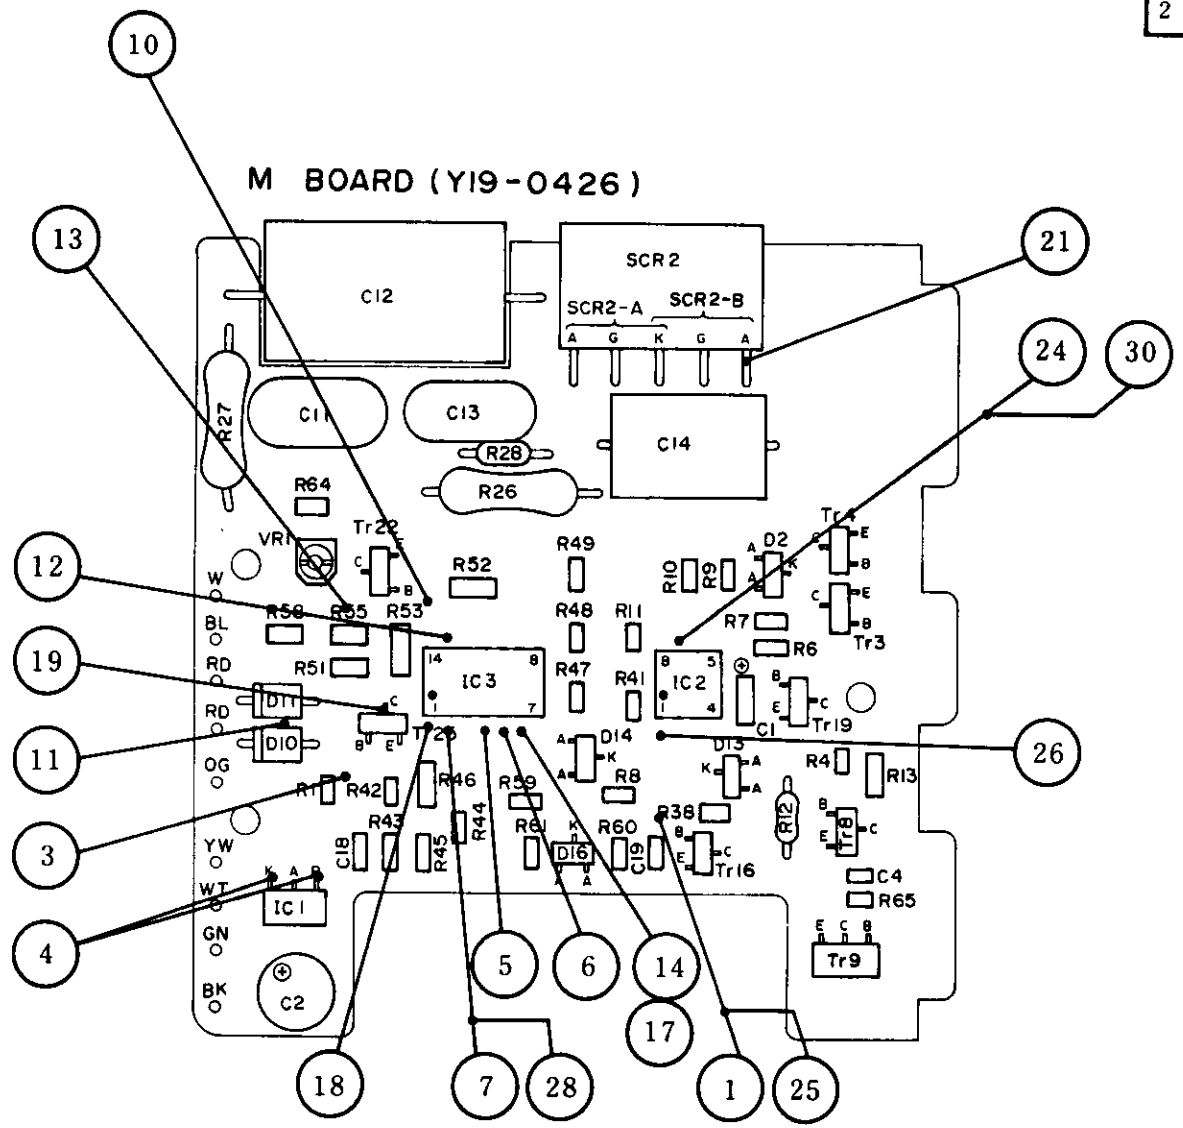 2
10
M BOARD (Y19-0426)
13
21
SCR2
C12
SCR2-A
SCR2-B
A G K G A
24
30
R27
C11
C13
C14
R28
R26
R64
Tr22
E
C
B
VR1
12
R52
R49
R10
R9
D2
A
A
K
Tr4
E
C
B
W
R58
R55
R53
R48
R11
R7
E
C
B
Tr3
BL
R51
R6
19
RD
14
8
IC3
1
7
R47
R41
8
5
IC2
1
4
B
C
E
Tr19
C1
D11
RD
C
B
E
Tr23
D14
A
K
A
D13
K
A
A
26
11
D10
R4
R13
OG
R1
R42
R46
R59
R8
3
R43
R44
R38
R12
B
C
E
Tr8
YW
C18
R45
R61
K
D16
A
A
R60
C19
B
C
E
Tr16
C4
WT
K A R
IC1
R65
4
GN
E C B
Tr9
5
6
14
BK
C2
17
18
7
28
1
25